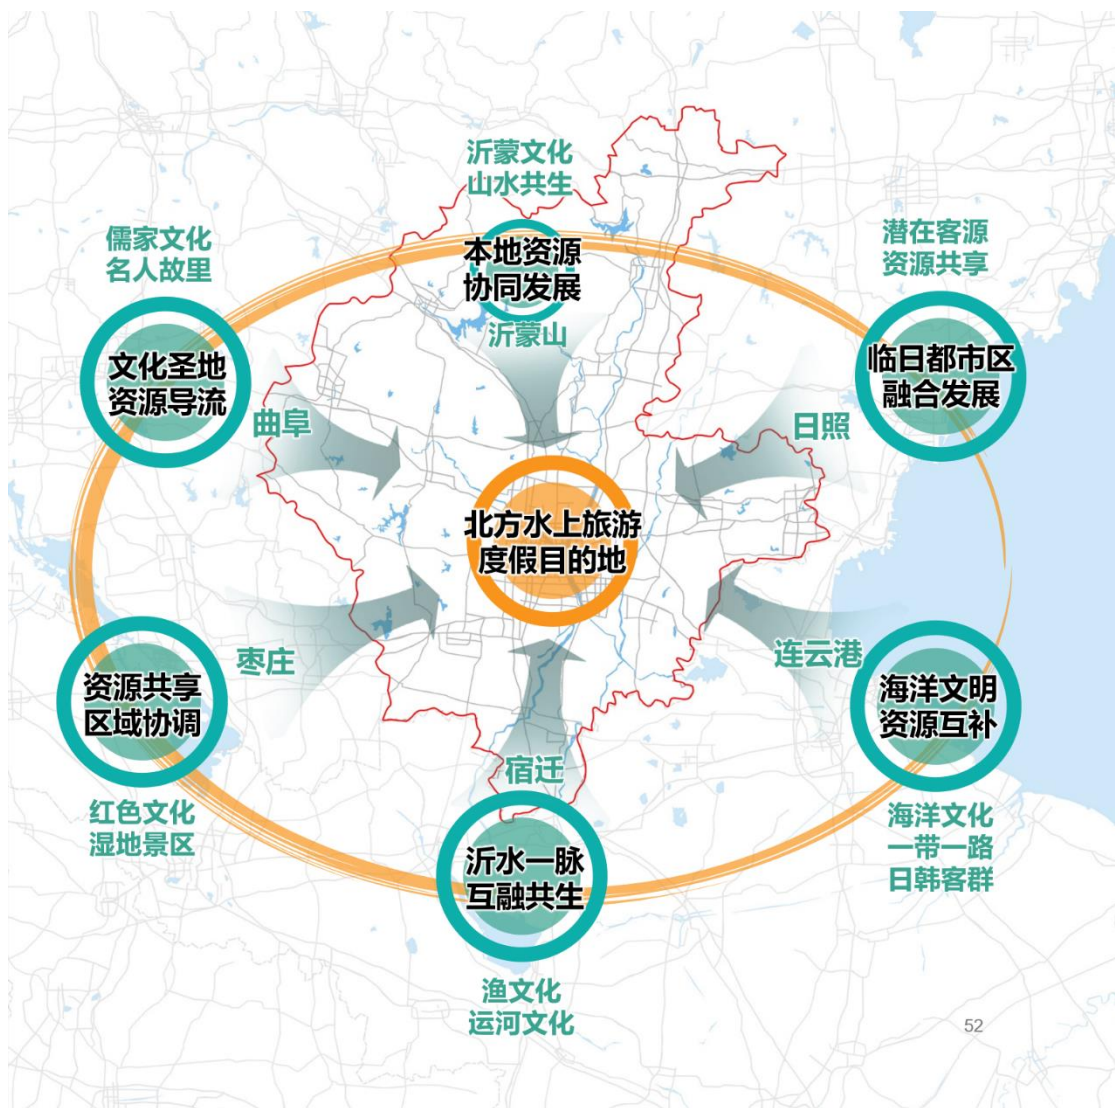 沂蒙文化
山水共生
本地资源
协同发展
沂蒙山
儒家文化
名人故里
文化圣地
资源导流
曲阜
潜在客源
资源共享
临日都市区
融合发展
日照
北方水上旅游
度假目的地
枣庄
资源共享
区域协调
红色文化
湿地景区
连云港
海洋文明
资源互补
海洋文化
一带一路
日韩客群
宿迁
沂水一脉
互融共生
渔文化
运河文化
52